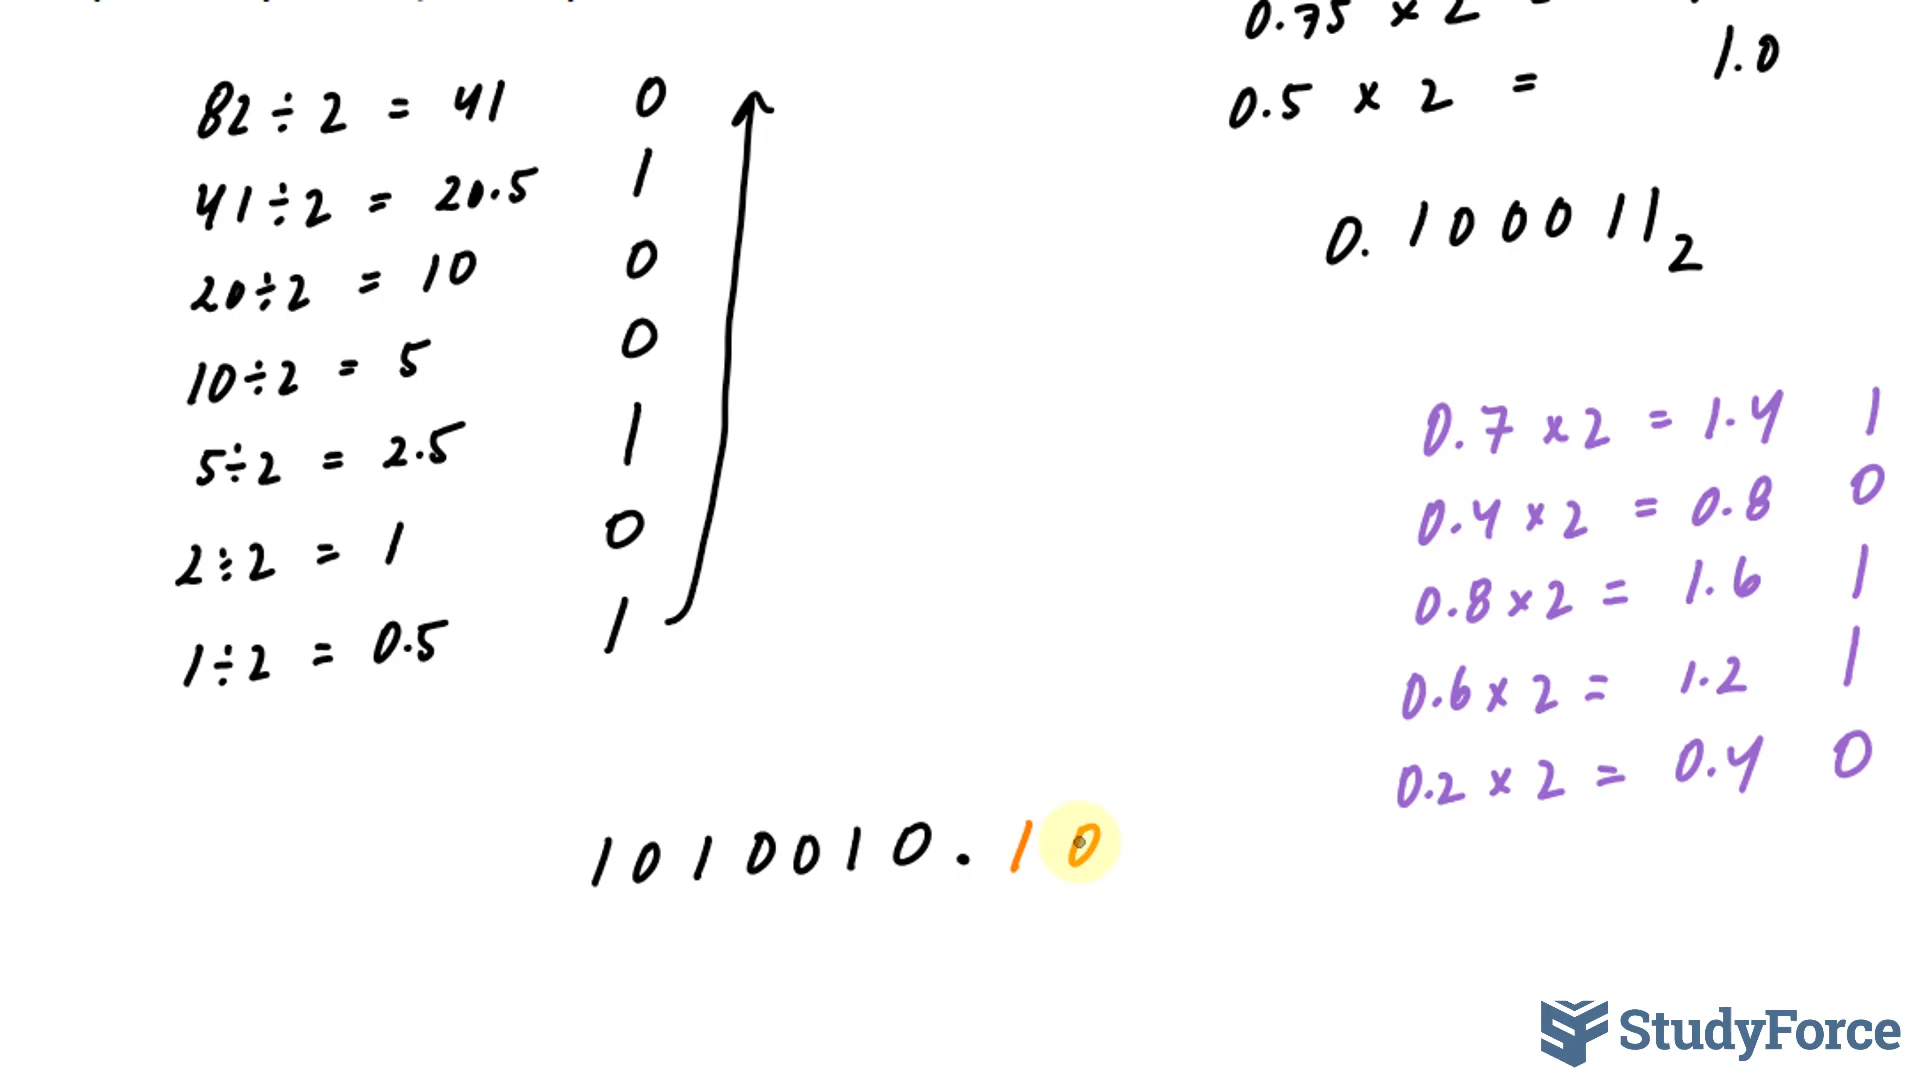 82 ÷ 2 = 41 0
41 ÷ 2 = 20.5 1
20 ÷ 2 = 10 0
10 ÷ 2 = 5 0
5 ÷ 2 = 2.5 1
2 ÷ 2 = 1 0
1 ÷ 2 = 0.5 1
0.75 × 2
0.5 × 2 = 1.0
0.100011₂
0.7 × 2 = 1.4 1
0.4 × 2 = 0.8 0
0.8 × 2 = 1.6 1
0.6 × 2 = 1.2 1
0.2 × 2 = 0.4 0
1010010.10
StudyForce